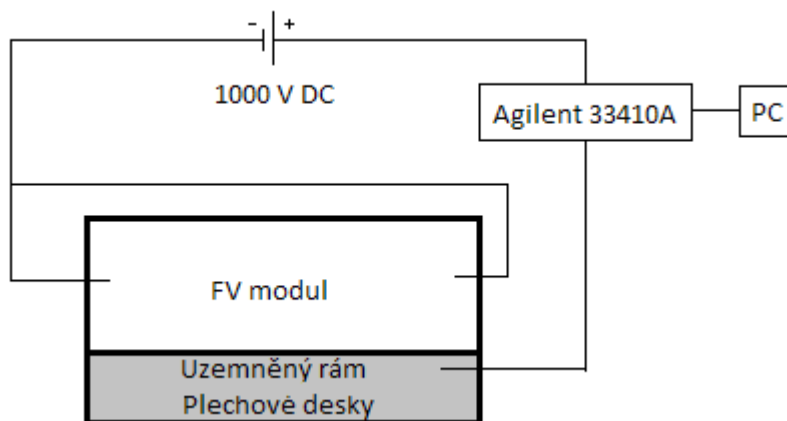 - +
1000 V DC
Agilent 33410A
PC
FV modul
Uzemněný rám
Plechové desky